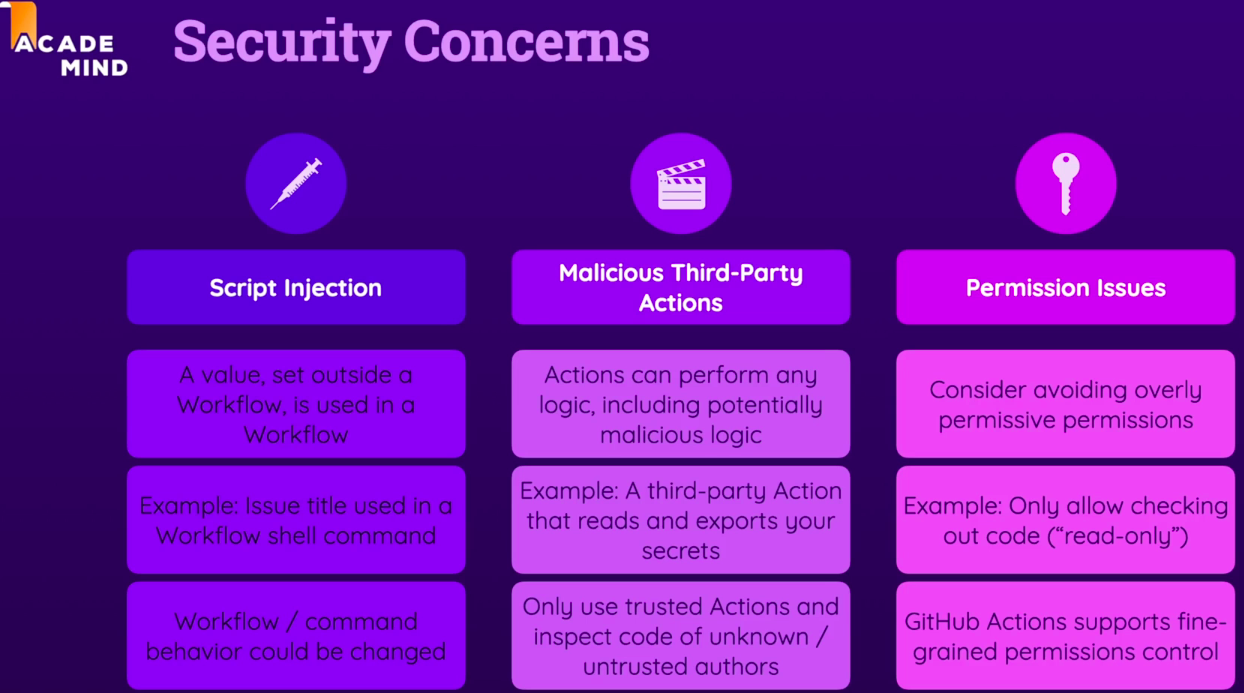 ACADE
MIND
Security Concerns
Script Injection
A value, set outside a
Workflow, is used in a
Workflow
Example: Issue title used in a
Workflow shell command
Workflow / command
behavior could be changed
Malicious Third-Party
Actions
Actions can perform any
logic, including potentially
malicious logic
Example: A third-party Action
that reads and exports your
secrets
Only use trusted Actions and
inspect code of unknown /
untrusted authors
Permission Issues
Consider avoiding overly
permissive permissions
Example: Only allow checking
out code (“read-only”)
GitHub Actions supports fine-
grained permissions control